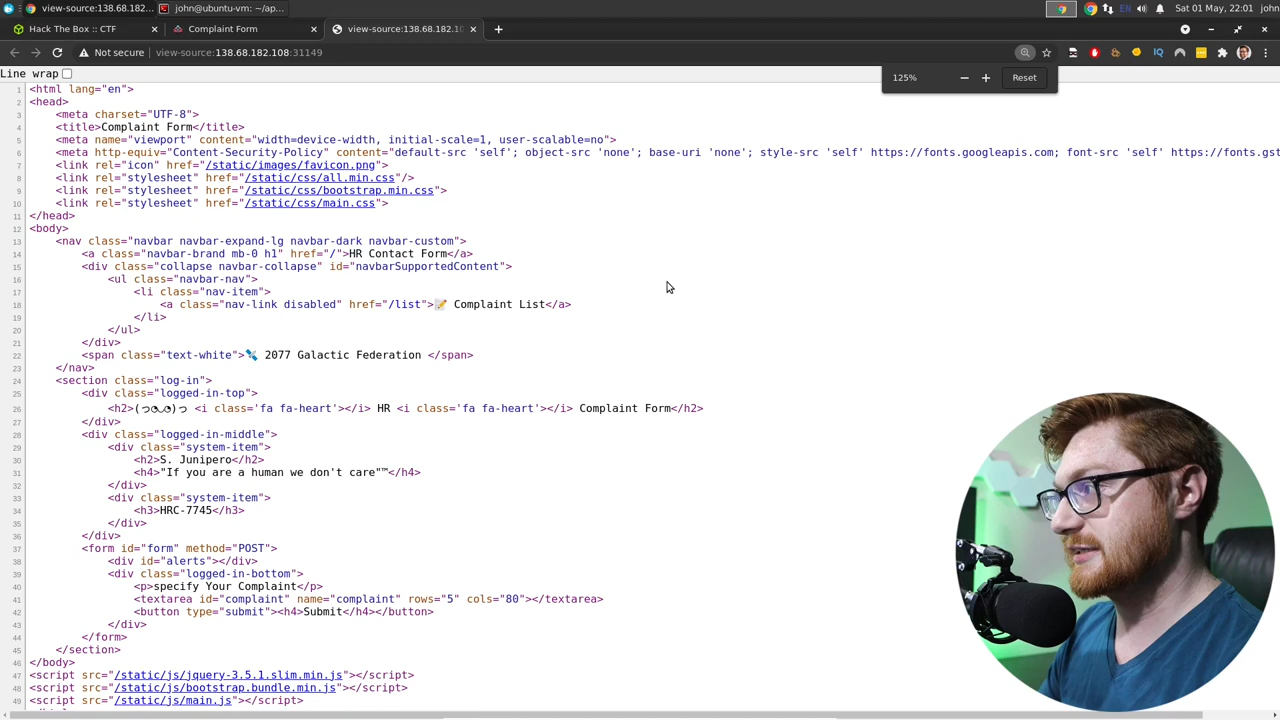 view-source:138.68.182...
john@ubuntu-vm: ~/ap...
EN
Sat 01 May, 22:01
john
Hack The Box :: CTF
Complaint Form
view-source:138.68.182.10
Not secure
view-source:138.68.182.108:31149
Line wrap
125%
Reset
1 <html lang="en">
2 <head>
3 <meta charset="UTF-8">
4 <title>Complaint Form</title>
5 <meta name="viewport" content="width=device-width, initial-scale=1, user-scalable=no">
6 <meta http-equiv="Content-Security-Policy" content="default-src 'self'; object-src 'none'; base-uri 'none'; style-src 'self' https://fonts.googleapis.com; font-src 'self' https://fonts.gst
7 <link rel="icon" href="/static/images/favicon.png">
8 <link rel="stylesheet" href="/static/css/all.min.css"/>
9 <link rel="stylesheet" href="/static/css/bootstrap.min.css">
10 <link rel="stylesheet" href="/static/css/main.css">
11 </head>
12 <body>
13 <nav class="navbar navbar-expand-lg navbar-dark navbar-custom">
14 <a class="navbar-brand mb-0 h1" href="/">HR Contact Form</a>
15 <div class="collapse navbar-collapse" id="navbarSupportedContent">
16 <ul class="navbar-nav">
17 <li class="nav-item">
18 <a class="nav-link disabled" href="/list">📝 Complaint List</a>
19 </li>
20 </ul>
21 </div>
22 <span class="text-white">🛰 2077 Galactic Federation </span>
23 </nav>
24 <section class="log-in">
25 <div class="logged-in-top">
26 <h2>(っ◔◡◔)っ <i class='fa fa-heart'></i> HR <i class='fa fa-heart'></i> Complaint Form</h2>
27 </div>
28 <div class="logged-in-middle">
29 <div class="system-item">
30 <h2>S. Junipero</h2>
31 <h4>"If you are a human we don't care"™</h4>
32 </div>
33 <div class="system-item">
34 <h3>HRC-7745</h3>
35 </div>
36 </div>
37 <form id="form" method="POST">
38 <div id="alerts"></div>
39 <div class="logged-in-bottom">
40 <p>specify Your Complaint</p>
41 <textarea id="complaint" name="complaint" rows="5" cols="80"></textarea>
42 <button type="submit"><h4>Submit</h4></button>
43 </div>
44 </form>
45 </section>
46 </body>
47 <script src="/static/js/jquery-3.5.1.slim.min.js"></script>
48 <script src="/static/js/bootstrap.bundle.min.js"></script>
49 <script src="/static/js/main.js"></script>